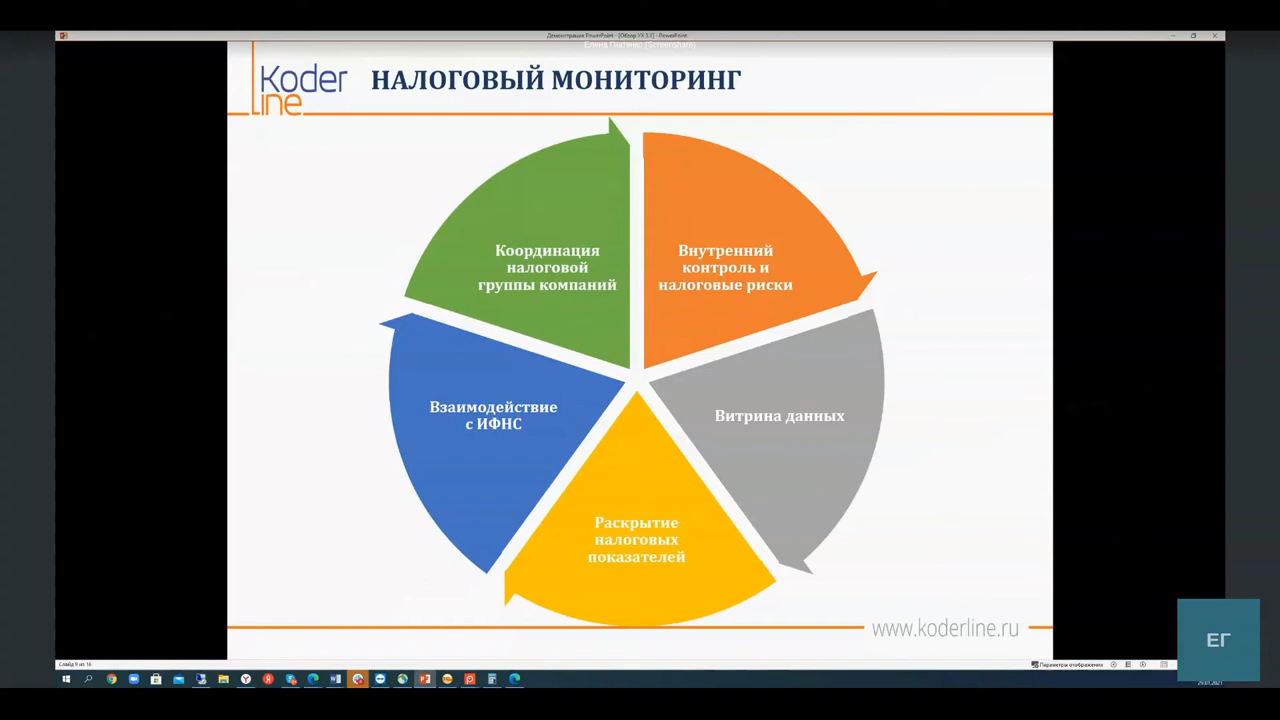 Демонстрация PowerPoint - [Обзор УХ 3.1] - PowerPoint
Елена Гладченко (Screenshare)
Koder
line
НАЛОГОВЫЙ МОНИТОРИНГ
Координация
налоговой
группы компаний
Внутренний
контроль и
налоговые риски
Взаимодействие
с ИФНС
Витрина данных
Раскрытие
налоговых
показателей
www.koderline.ru
ЕГ
Слайд 9 из 16
Параметры отображения